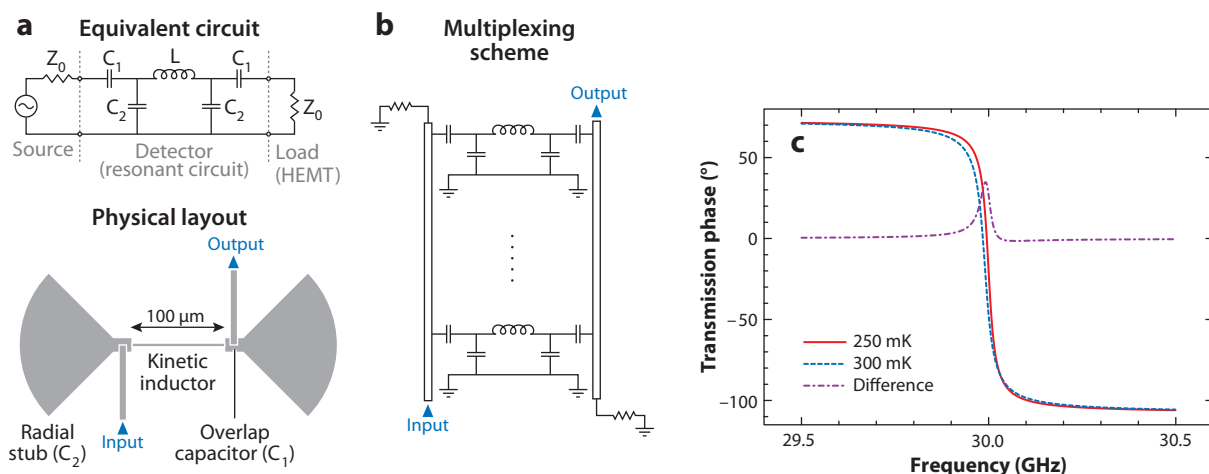 a
Equivalent circuit
Z0
C1
L
C1
C2
C2
Z0
Source
Detector
(resonant circuit)
Load
(HEMT)
Physical layout
Output
100 µm
Kinetic
inductor
Radial
stub (C2)
Input
Overlap
capacitor (C1)
b
Multiplexing
scheme
Output
Input
c
Transmission phase (°)
50
0
−50
−100
250 mK
300 mK
Difference
29.5
30.0
30.5
Frequency (GHz)